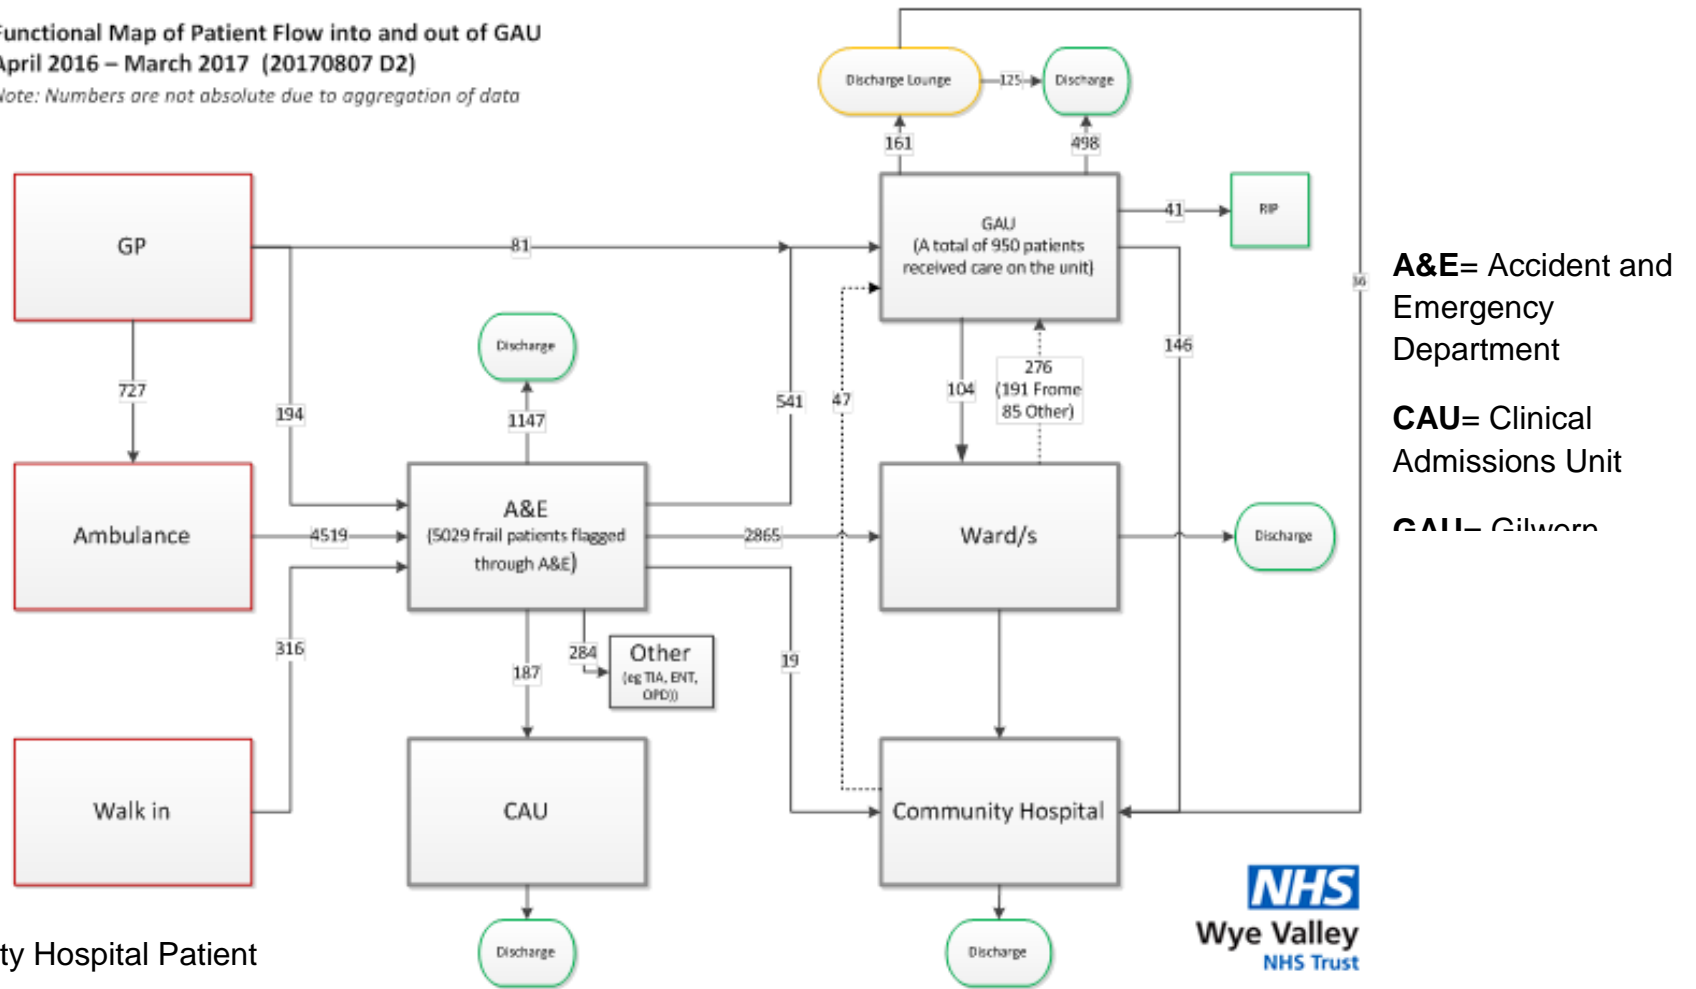 Functional Map of Patient Flow into and out of GAU
April 2016 – March 2017 (20170807 D2)
Note: Numbers are not absolute due to aggregation of data
Discharge Lounge
125
Discharge
161
498
GP
81
GAU
(A total of 950 patients
received care on the unit)
41
RIP
36
A&E= Accident and
Emergency
Department
CAU= Clinical
Admissions Unit
GAU= Gilwern
727
194
Discharge
1147
541
47
104
276
(191 Frome
85 Other)
146
Ambulance
4519
A&E
(5029 frail patients flagged
through A&E)
2865
Ward/s
Discharge
316
187
284
Other
(eg TIA, ENT,
OPD))
19
Walk in
CAU
Community Hospital
Discharge
Discharge
ty Hospital Patient
NHS
Wye Valley
NHS Trust